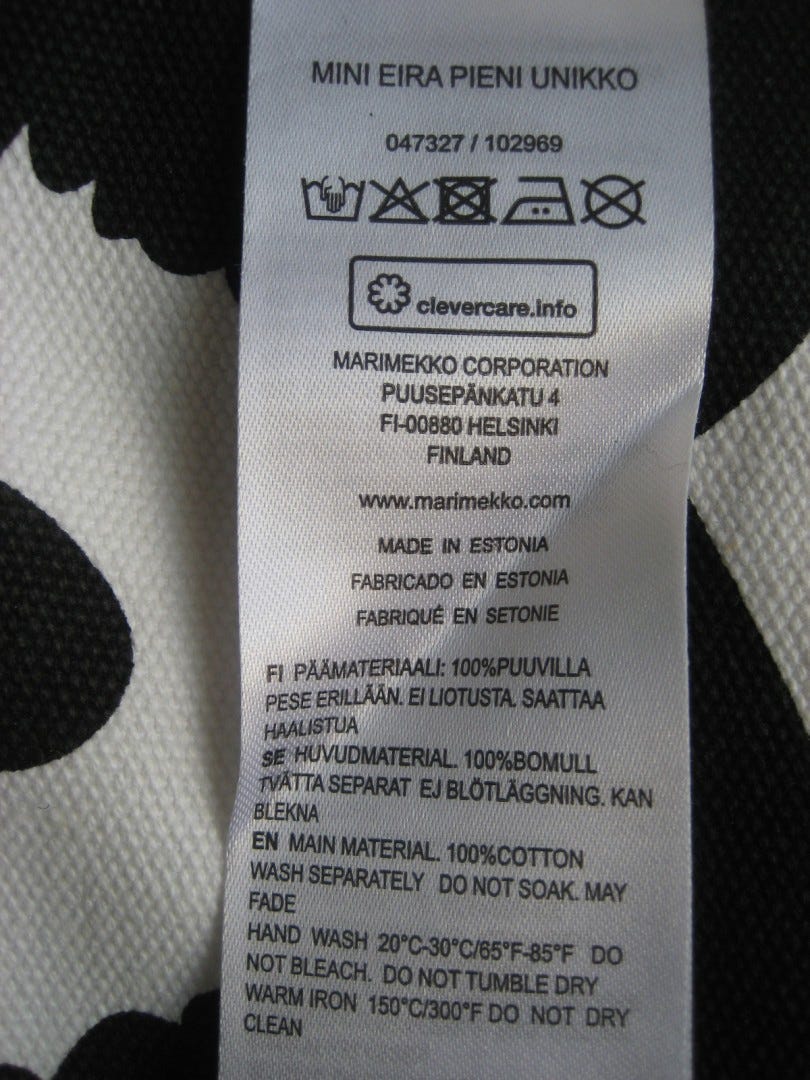 MINI EIRA PIENI UNIKKO
047327 / 102969
clevercare.info
MARIMEKKO CORPORATION
PUUSEPÄNKATU 4
FI-00880 HELSINKI
FINLAND
www.marimekko.com
MADE IN ESTONIA
FABRICADO EN ESTONIA
FABRIQUÉ EN SETONIE
FI PÄÄMATERIAALI: 100%PUUVILLA
PESE ERILLÄÄN. EI LIOTUSTA. SAATTAA
HAALISTUA
SE HUVUDMATERIAL. 100%BOMULL
TVÄTTA SEPARAT EJ BLÖTLÄGGNING. KAN
BLEKNA
EN MAIN MATERIAL. 100%COTTON
WASH SEPARATELY DO NOT SOAK. MAY
FADE
HAND WASH 20°C-30°C/65°F-85°F DO
NOT BLEACH. DO NOT TUMBLE DRY
WARM IRON 150°C/300°F DO NOT DRY
CLEAN